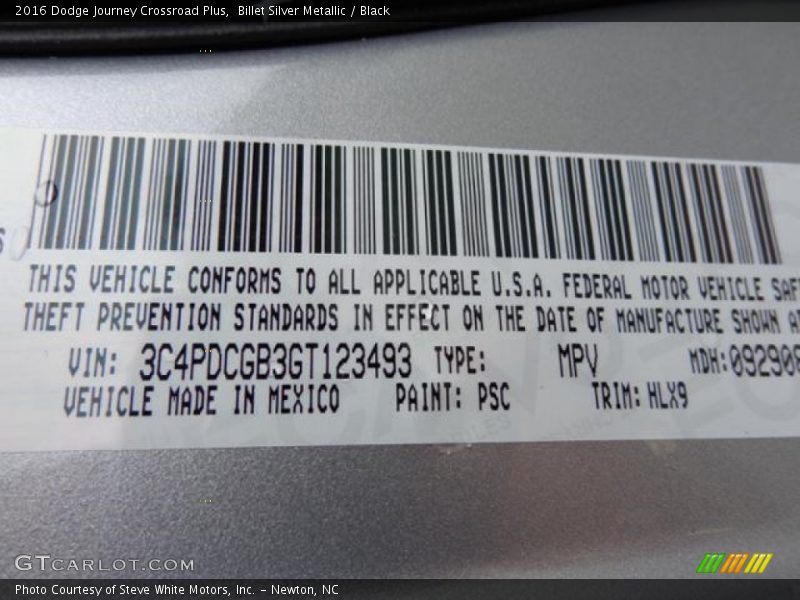 2016 Dodge Journey Crossroad Plus,  Billet Silver Metallic / Black
THIS VEHICLE CONFORMS TO ALL APPLICABLE U.S.A. FEDERAL MOTOR VEHICLE SAFT
THEFT PREVENTION STANDARDS IN EFFECT ON THE DATE OF MANUFACTURE SHOWN A
VIN: 3C4PDCGB3GT123493 TYPE: MPV MDH:092908
VEHICLE MADE IN MEXICO PAINT: PSC TRIM: HLX9
GTCARLOT.COM
Photo Courtesy of Steve White Motors, Inc. – Newton, NC